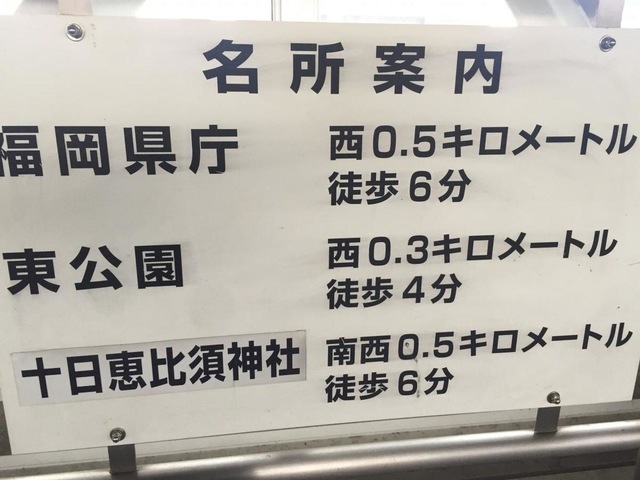 名所案内
福岡県庁 西0.5キロメートル
徒歩6分
東公園 西0.3キロメートル
徒歩4分
十日恵比須神社 南西0.5キロメートル
徒歩6分